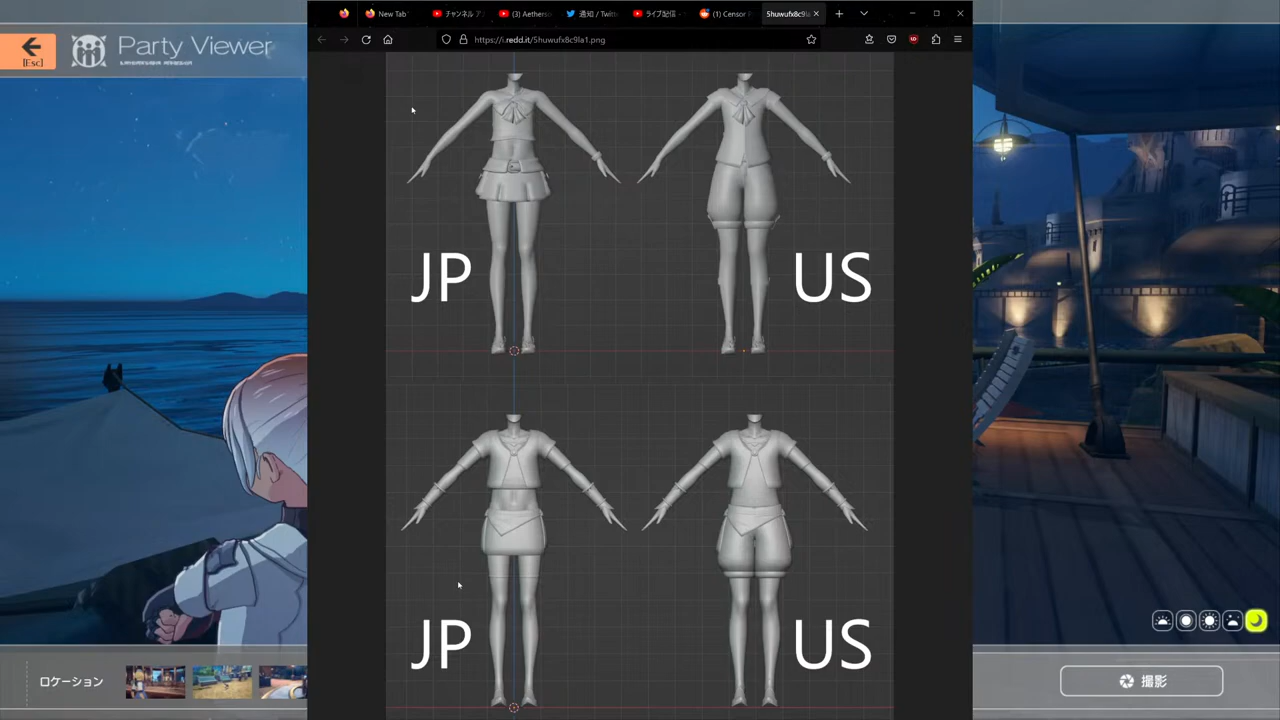 New Tab
チャンネル ア
(3) Aethers
通知 / Twitt
ライブ配信 -
(1) Censor
5huwufx8c9la
https://i.redd.it/5huwufx8c9la1.png
[Esc]
Party Viewer
JP
US
JP
US
ロケーション
撮影